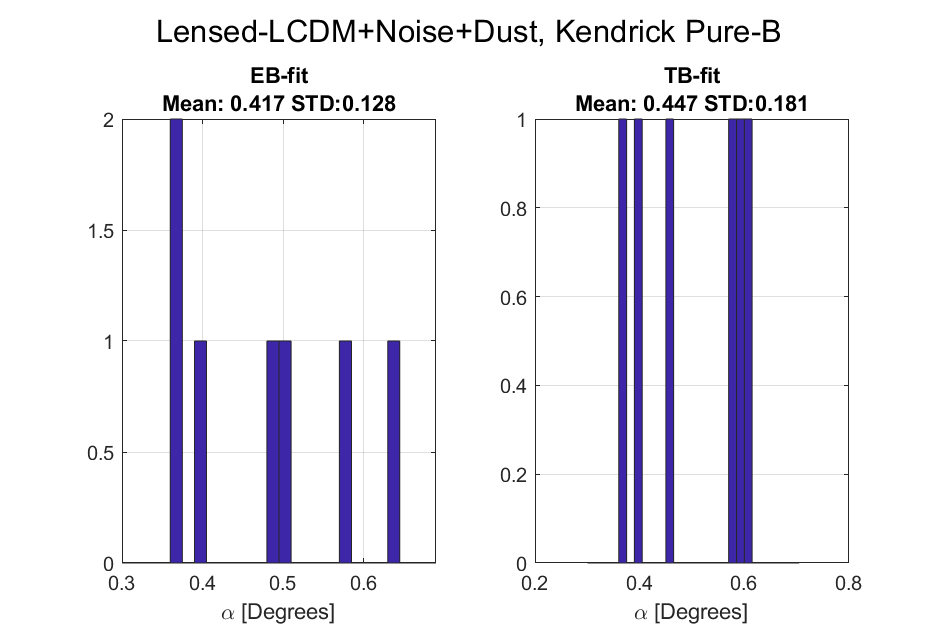 Lensed-LCDM+Noise+Dust, Kendrick Pure-B
EB-fit
Mean: 0.417 STD:0.128
2
1.5
1
0.5
0
0.3 0.4 0.5 0.6
α [Degrees]
TB-fit
Mean: 0.447 STD:0.181
1
0.8
0.6
0.4
0.2
0
0.2 0.4 0.6 0.8
α [Degrees]